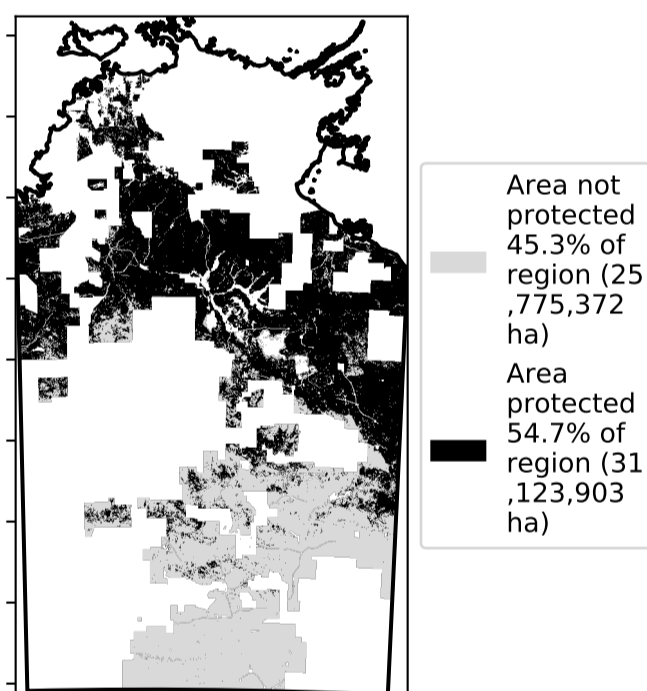 Area not
protected
45.3% of
region (25
,775,372
ha)
Area
protected
54.7% of
region (31
,123,903
ha)